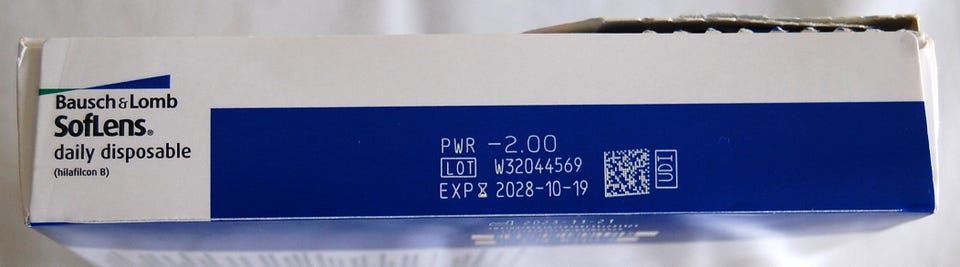 Bausch & Lomb
SofLens®
daily disposable
(hilafilcon B)
PWR -2.00
LOT W32044569
EXP 2028-10-19
UDI